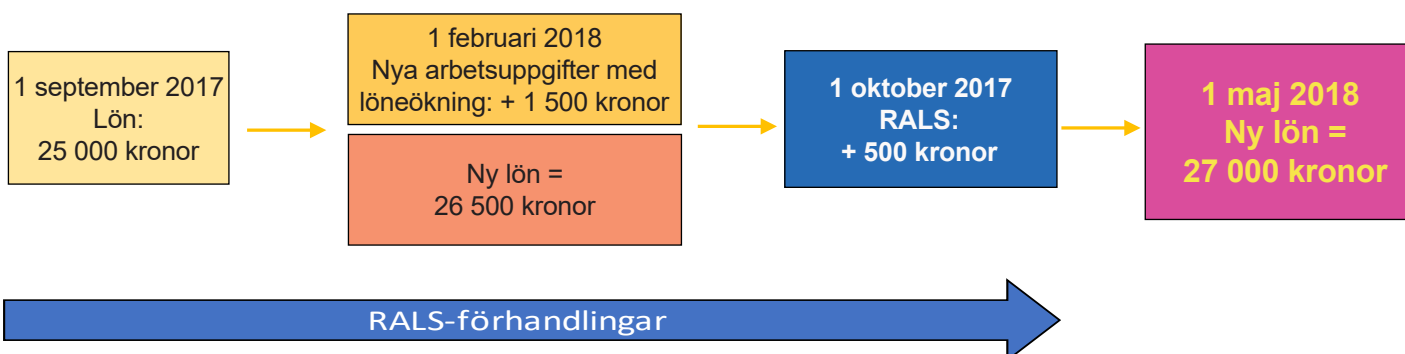 1 september 2017
Lön:
25 000 kronor
1 februari 2018
Nya arbetsuppgifter med
löneökning: + 1 500 kronor
Ny lön =
26 500 kronor
1 oktober 2017
RALS:
+ 500 kronor
1 maj 2018
Ny lön =
27 000 kronor
RALS-förhandlingar